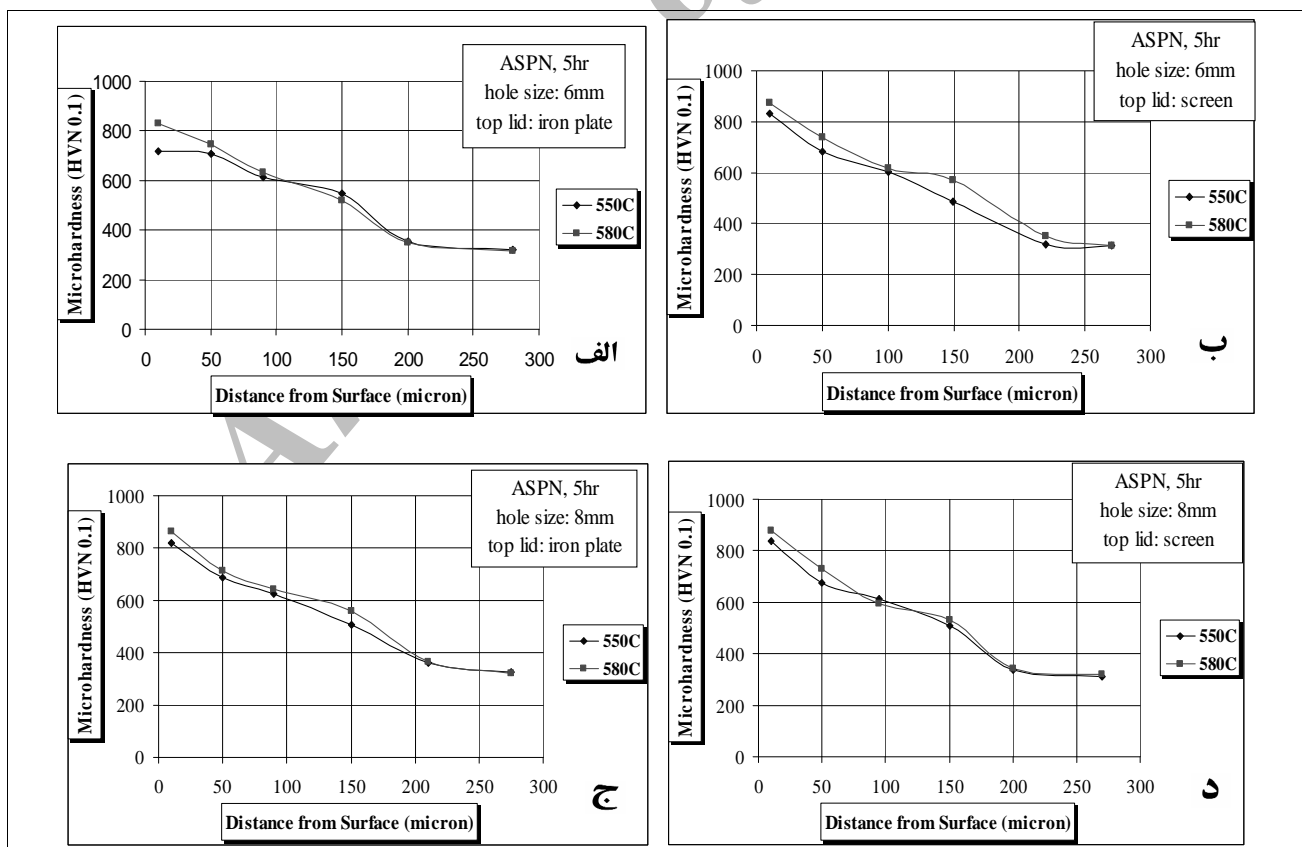 ASPN, 5hr
hole size: 6mm
top lid: iron plate
Microhardness (HVN 0.1)
1000
800
600
400
200
0
0 50 100 150 200 250 300
Distance from Surface (micron)
550C
580C
الف
ASPN, 5hr
hole size: 6mm
top lid: screen
Microhardness (HVN 0.1)
1000
800
600
400
200
0
0 50 100 150 200 250 300
Distance from Surface (micron)
550C
580C
ب
ASPN, 5hr
hole size: 8mm
top lid: iron plate
Microhardness (HVN 0.1)
1000
800
600
400
200
0
0 50 100 150 200 250 300
Distance from Surface (micron)
550C
580C
ج
ASPN, 5hr
hole size: 8mm
top lid: screen
Microhardness (HVN 0.1)
1000
800
600
400
200
0
0 50 100 150 200 250 300
Distance from Surface (micron)
550C
580C
د